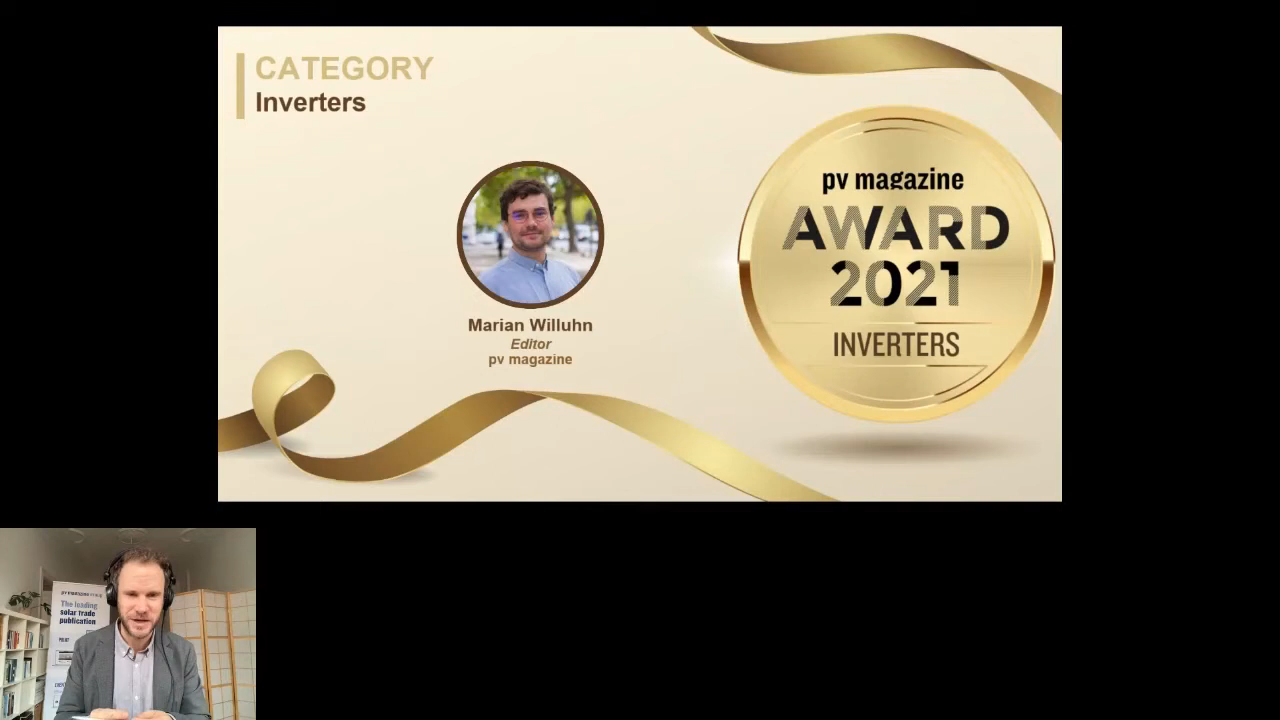 CATEGORY
Inverters
Marian Willuhn
Editor
pv magazine
pv magazine
AWARD
2021
INVERTERS
The leading
solar trade
publication